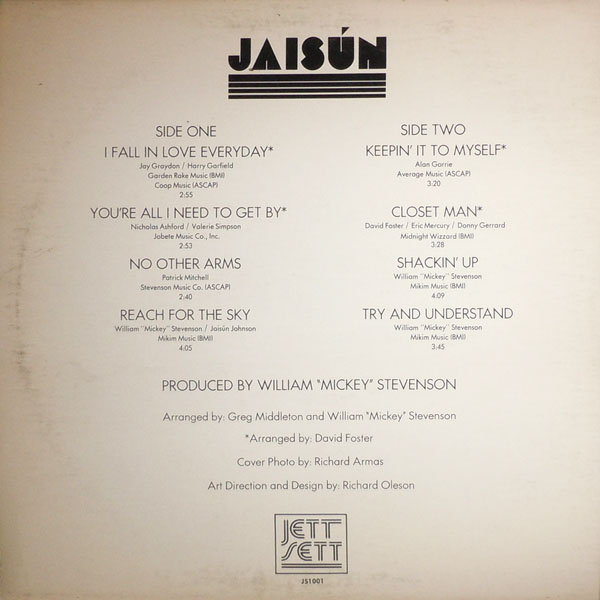 JAISÚN
SIDE ONE
I FALL IN LOVE EVERYDAY*
Jay Graydon / Harry Garfield
Garden Rake Music (BMI)
Coop Music (ASCAP)
2:55
YOU'RE ALL I NEED TO GET BY*
Nicholas Ashford / Valerie Simpson
Jobete Music Co., Inc.
2:53
NO OTHER ARMS
Patrick Mitchell
Stevenson Music Co. (ASCAP)
2:40
REACH FOR THE SKY
William "Mickey" Stevenson / Jaisún Johnson
Mikim Music (BMI)
4:05
SIDE TWO
KEEPIN' IT TO MYSELF*
Alan Gorrie
Average Music (ASCAP)
3:20
CLOSET MAN*
David Foster / Eric Mercury / Donny Gerrard
Midnight Wizzard (BMI)
3:28
SHACKIN' UP
William "Mickey" Stevenson
Mikim Music (BMI)
4:09
TRY AND UNDERSTAND
William "Mickey" Stevenson
Mikim Music (BMI)
3:45
PRODUCED BY WILLIAM "MICKEY" STEVENSON
Arranged by: Greg Middleton and William "Mickey" Stevenson
*Arranged by: David Foster
Cover Photo by: Richard Armas
Art Direction and Design by: Richard Oleson
JETT
SETT
JS1001